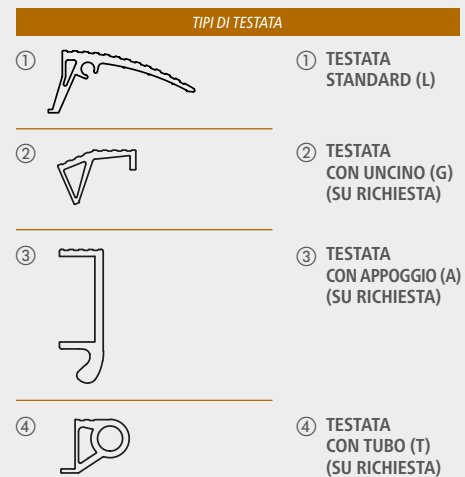 TIPI DI TESTATA
① ① TESTATA
STANDARD (L)
② ② TESTATA
CON UNCINO (G)
(SU RICHIESTA)
③ ③ TESTATA
CON APPOGGIO (A)
(SU RICHIESTA)
④ ④ TESTATA
CON TUBO (T)
(SU RICHIESTA)